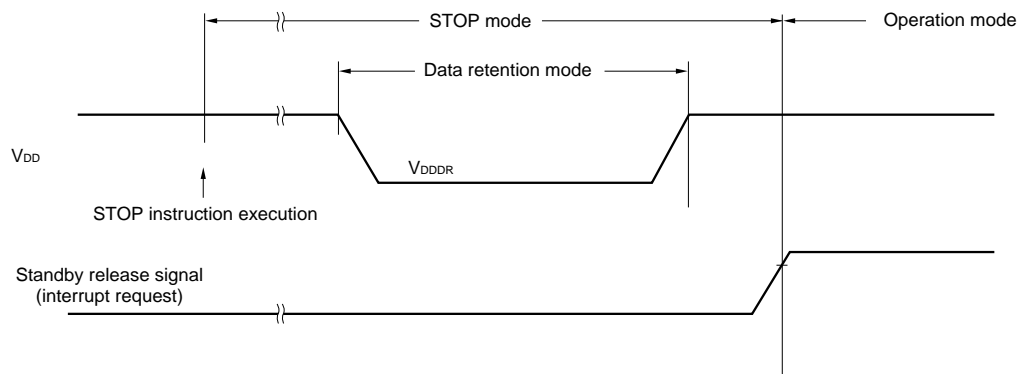 STOP mode
Operation mode
Data retention mode
VDD
VDDDR
STOP instruction execution
Standby release signal
(interrupt request)